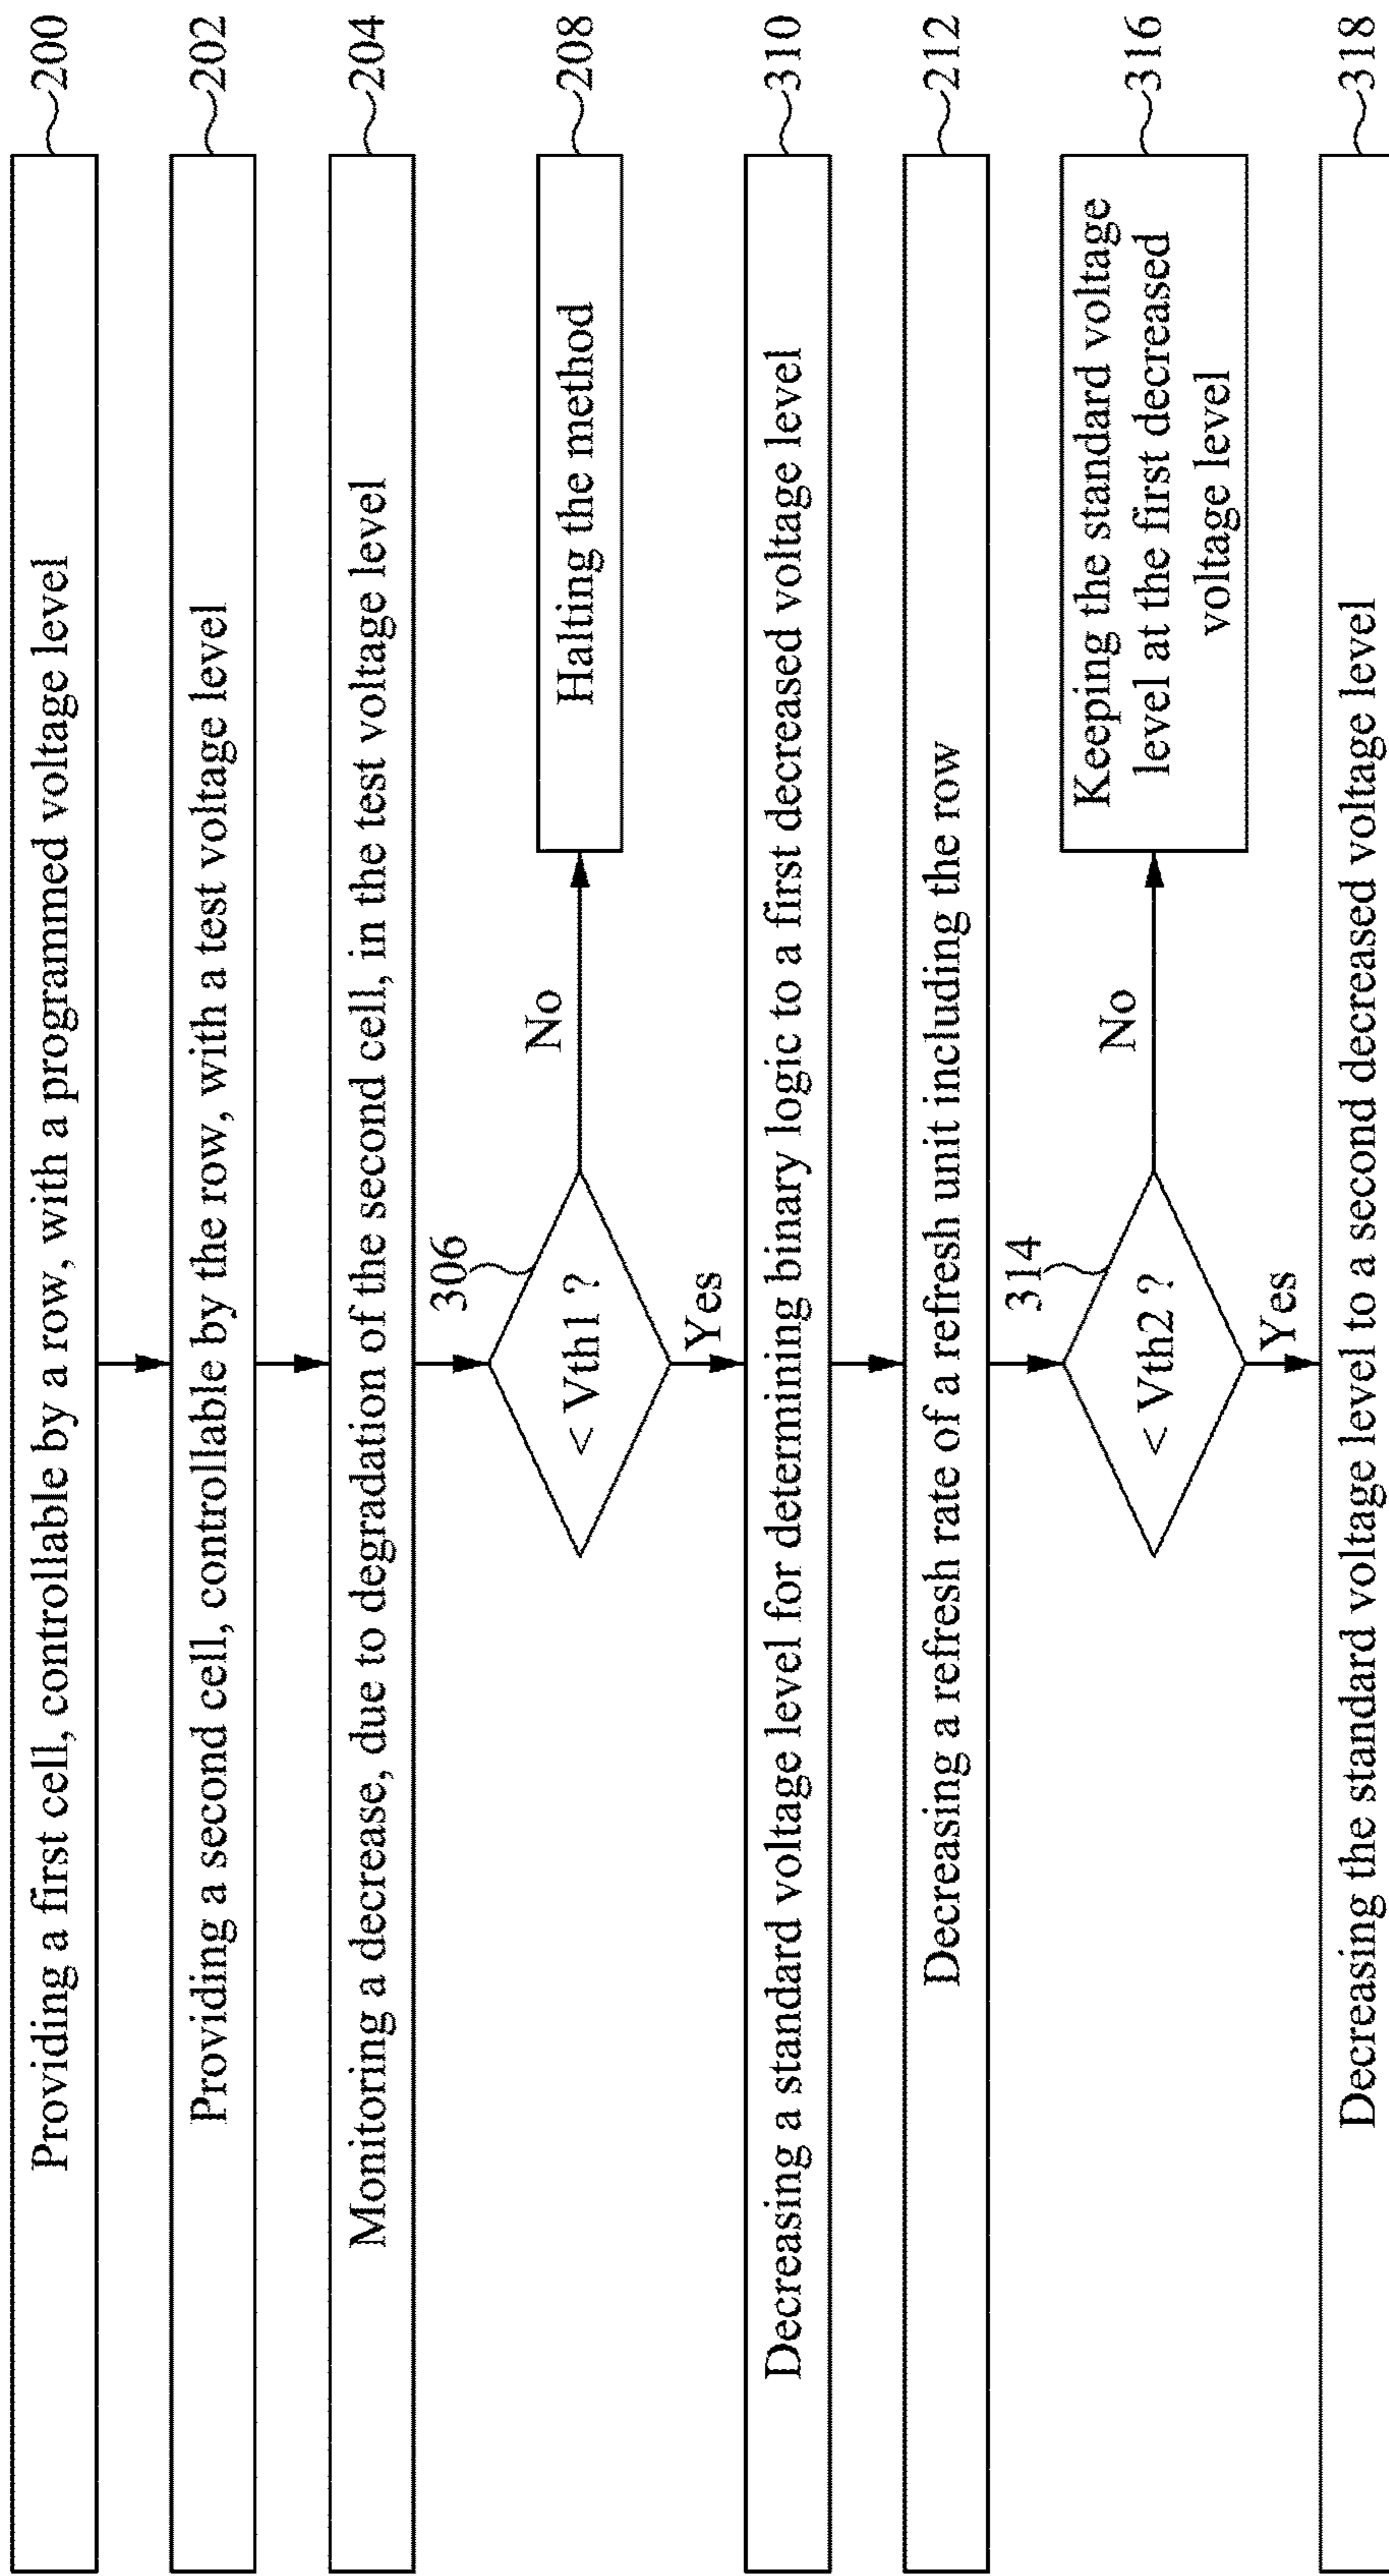 Providing a first cell, controllable by a row, with a programmed voltage level
200
Providing a second cell, controllable by the row, with a test voltage level
202
Monitoring a decrease, due to degradation of the second cell, in the test voltage level
204
306
< Vth1 ?
No
Halting the method
208
Yes
Decreasing a standard voltage level for determining binary logic to a first decreased voltage level
310
Decreasing a refresh rate of a refresh unit including the row
212
314
< Vth2 ?
No
Keeping the standard voltage
level at the first decreased
voltage level
316
Yes
Decreasing the standard voltage level to a second decreased voltage level
318